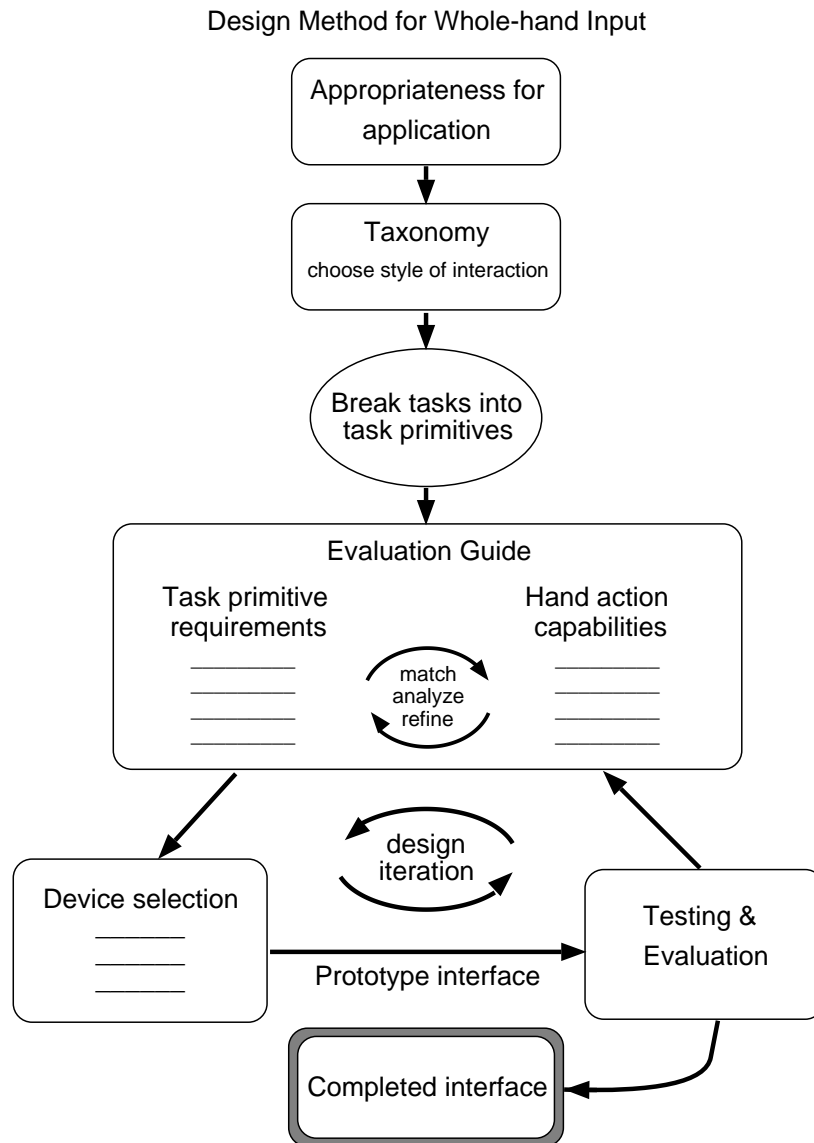 Design Method for Whole-hand Input
Appropriateness for
application
Taxonomy
choose style of interaction
Break tasks into
task primitives
Evaluation Guide
Task primitive
requirements
Hand action
capabilities
match
analyze
refine
design
iteration
Device selection
Testing &
Evaluation
Prototype interface
Completed interface